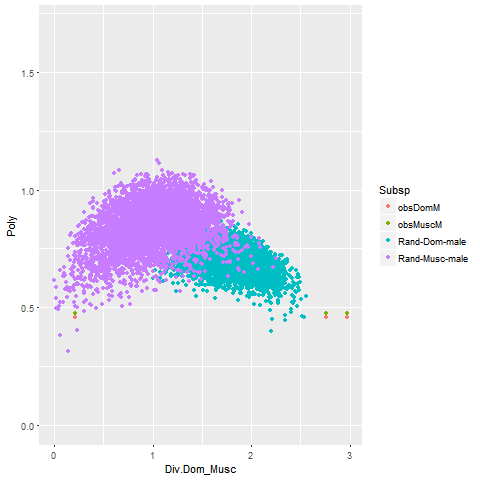 Poly
1.5
1.0
0.5
0.0
0
1
2
3
Div.Dom_Musc
Subsp
obsDomM
obsMuscM
Rand-Dom-male
Rand-Musc-male